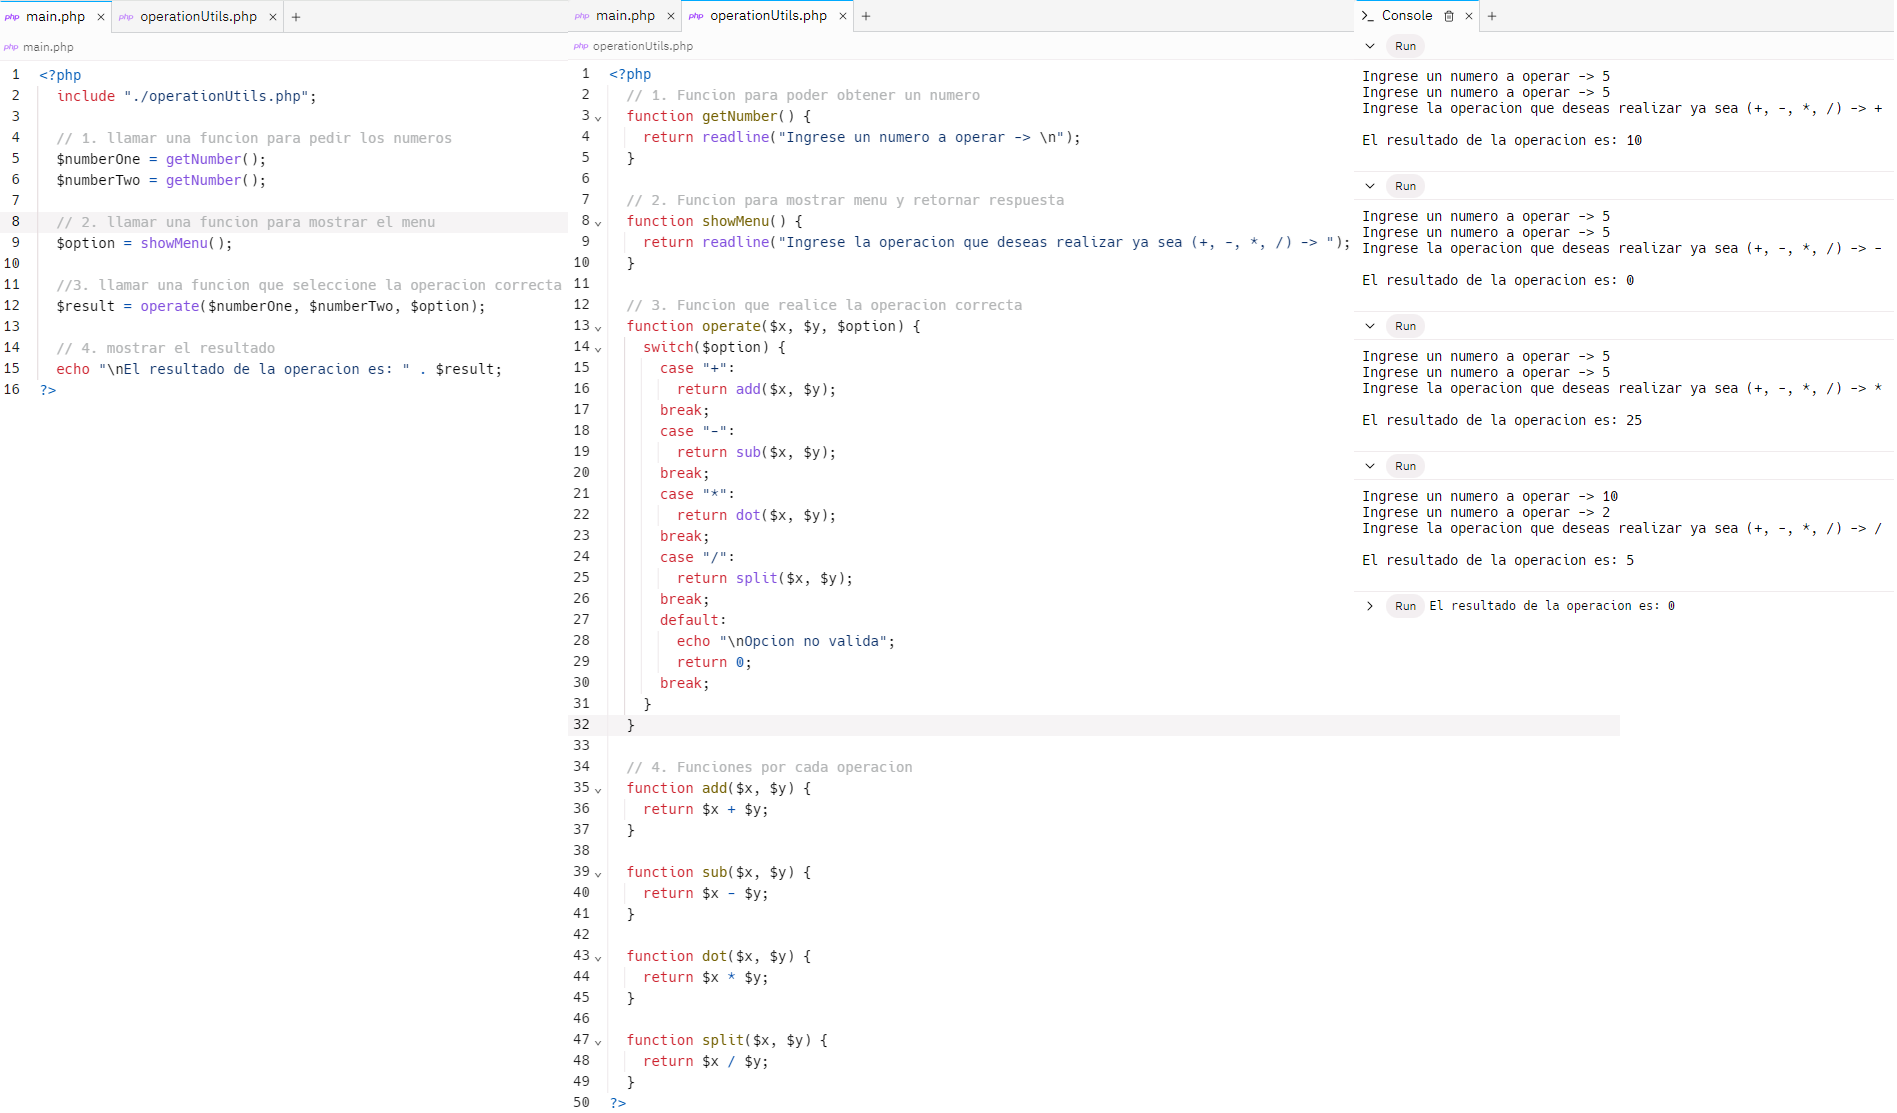 php main.php × php operationUtils.php × +
php main.php
1 <?php
2 include "./operationUtils.php";
3
4 // 1. llamar una funcion para pedir los numeros
5 $numberOne = getNumber();
6 $numberTwo = getNumber();
7
8 // 2. llamar una funcion para mostrar el menu
9 $option = showMenu();
10
11 //3. llamar una funcion que seleccione la operacion correcta
12 $result = operate($numberOne, $numberTwo, $option);
13
14 // 4. mostrar el resultado
15 echo "\nEl resultado de la operacion es: " . $result;
16 ?>
php main.php × php operationUtils.php × +
php operationUtils.php
1 <?php
2 // 1. Funcion para poder obtener un numero
3 function getNumber() {
4 return readline("Ingrese un numero a operar -> \n");
5 }
6
7 // 2. Funcion para mostrar menu y retornar respuesta
8 function showMenu() {
9 return readline("Ingrese la operacion que deseas realizar ya sea (+, -, *, /) -> ");
10 }
11
12 // 3. Funcion que realice la operacion correcta
13 function operate($x, $y, $option) {
14 switch($option) {
15 case "+":
16 return add($x, $y);
17 break;
18 case "-":
19 return sub($x, $y);
20 break;
21 case "*":
22 return dot($x, $y);
23 break;
24 case "/":
25 return split($x, $y);
26 break;
27 default:
28 echo "\nOpcion no valida";
29 return 0;
30 break;
31 }
32 }
33
34 // 4. Funciones por cada operacion
35 function add($x, $y) {
36 return $x + $y;
37 }
38
39 function sub($x, $y) {
40 return $x - $y;
41 }
42
43 function dot($x, $y) {
44 return $x * $y;
45 }
46
47 function split($x, $y) {
48 return $x / $y;
49 }
50 ?>
>_ Console × +
Run
Ingrese un numero a operar -> 5
Ingrese un numero a operar -> 5
Ingrese la operacion que deseas realizar ya sea (+, -, *, /) -> +
El resultado de la operacion es: 10
Run
Ingrese un numero a operar -> 5
Ingrese un numero a operar -> 5
Ingrese la operacion que deseas realizar ya sea (+, -, *, /) -> -
El resultado de la operacion es: 0
Run
Ingrese un numero a operar -> 5
Ingrese un numero a operar -> 5
Ingrese la operacion que deseas realizar ya sea (+, -, *, /) -> *
El resultado de la operacion es: 25
Run
Ingrese un numero a operar -> 10
Ingrese un numero a operar -> 2
Ingrese la operacion que deseas realizar ya sea (+, -, *, /) -> /
El resultado de la operacion es: 5
Run El resultado de la operacion es: 0